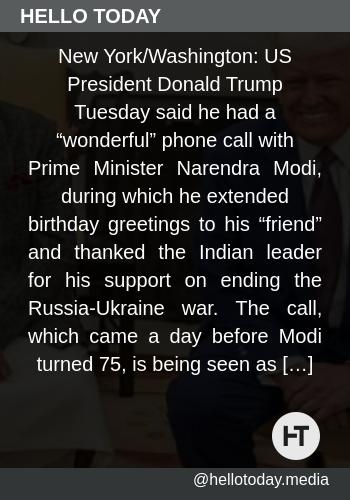 HELLO TODAY
New York/Washington: US
President Donald Trump
Tuesday said he had a
“wonderful” phone call with
Prime Minister Narendra Modi,
during which he extended
birthday greetings to his “friend”
and thanked the Indian leader
for his support on ending the
Russia-Ukraine war. The call,
which came a day before Modi
turned 75, is being seen as […]
HT
@hellotoday.media